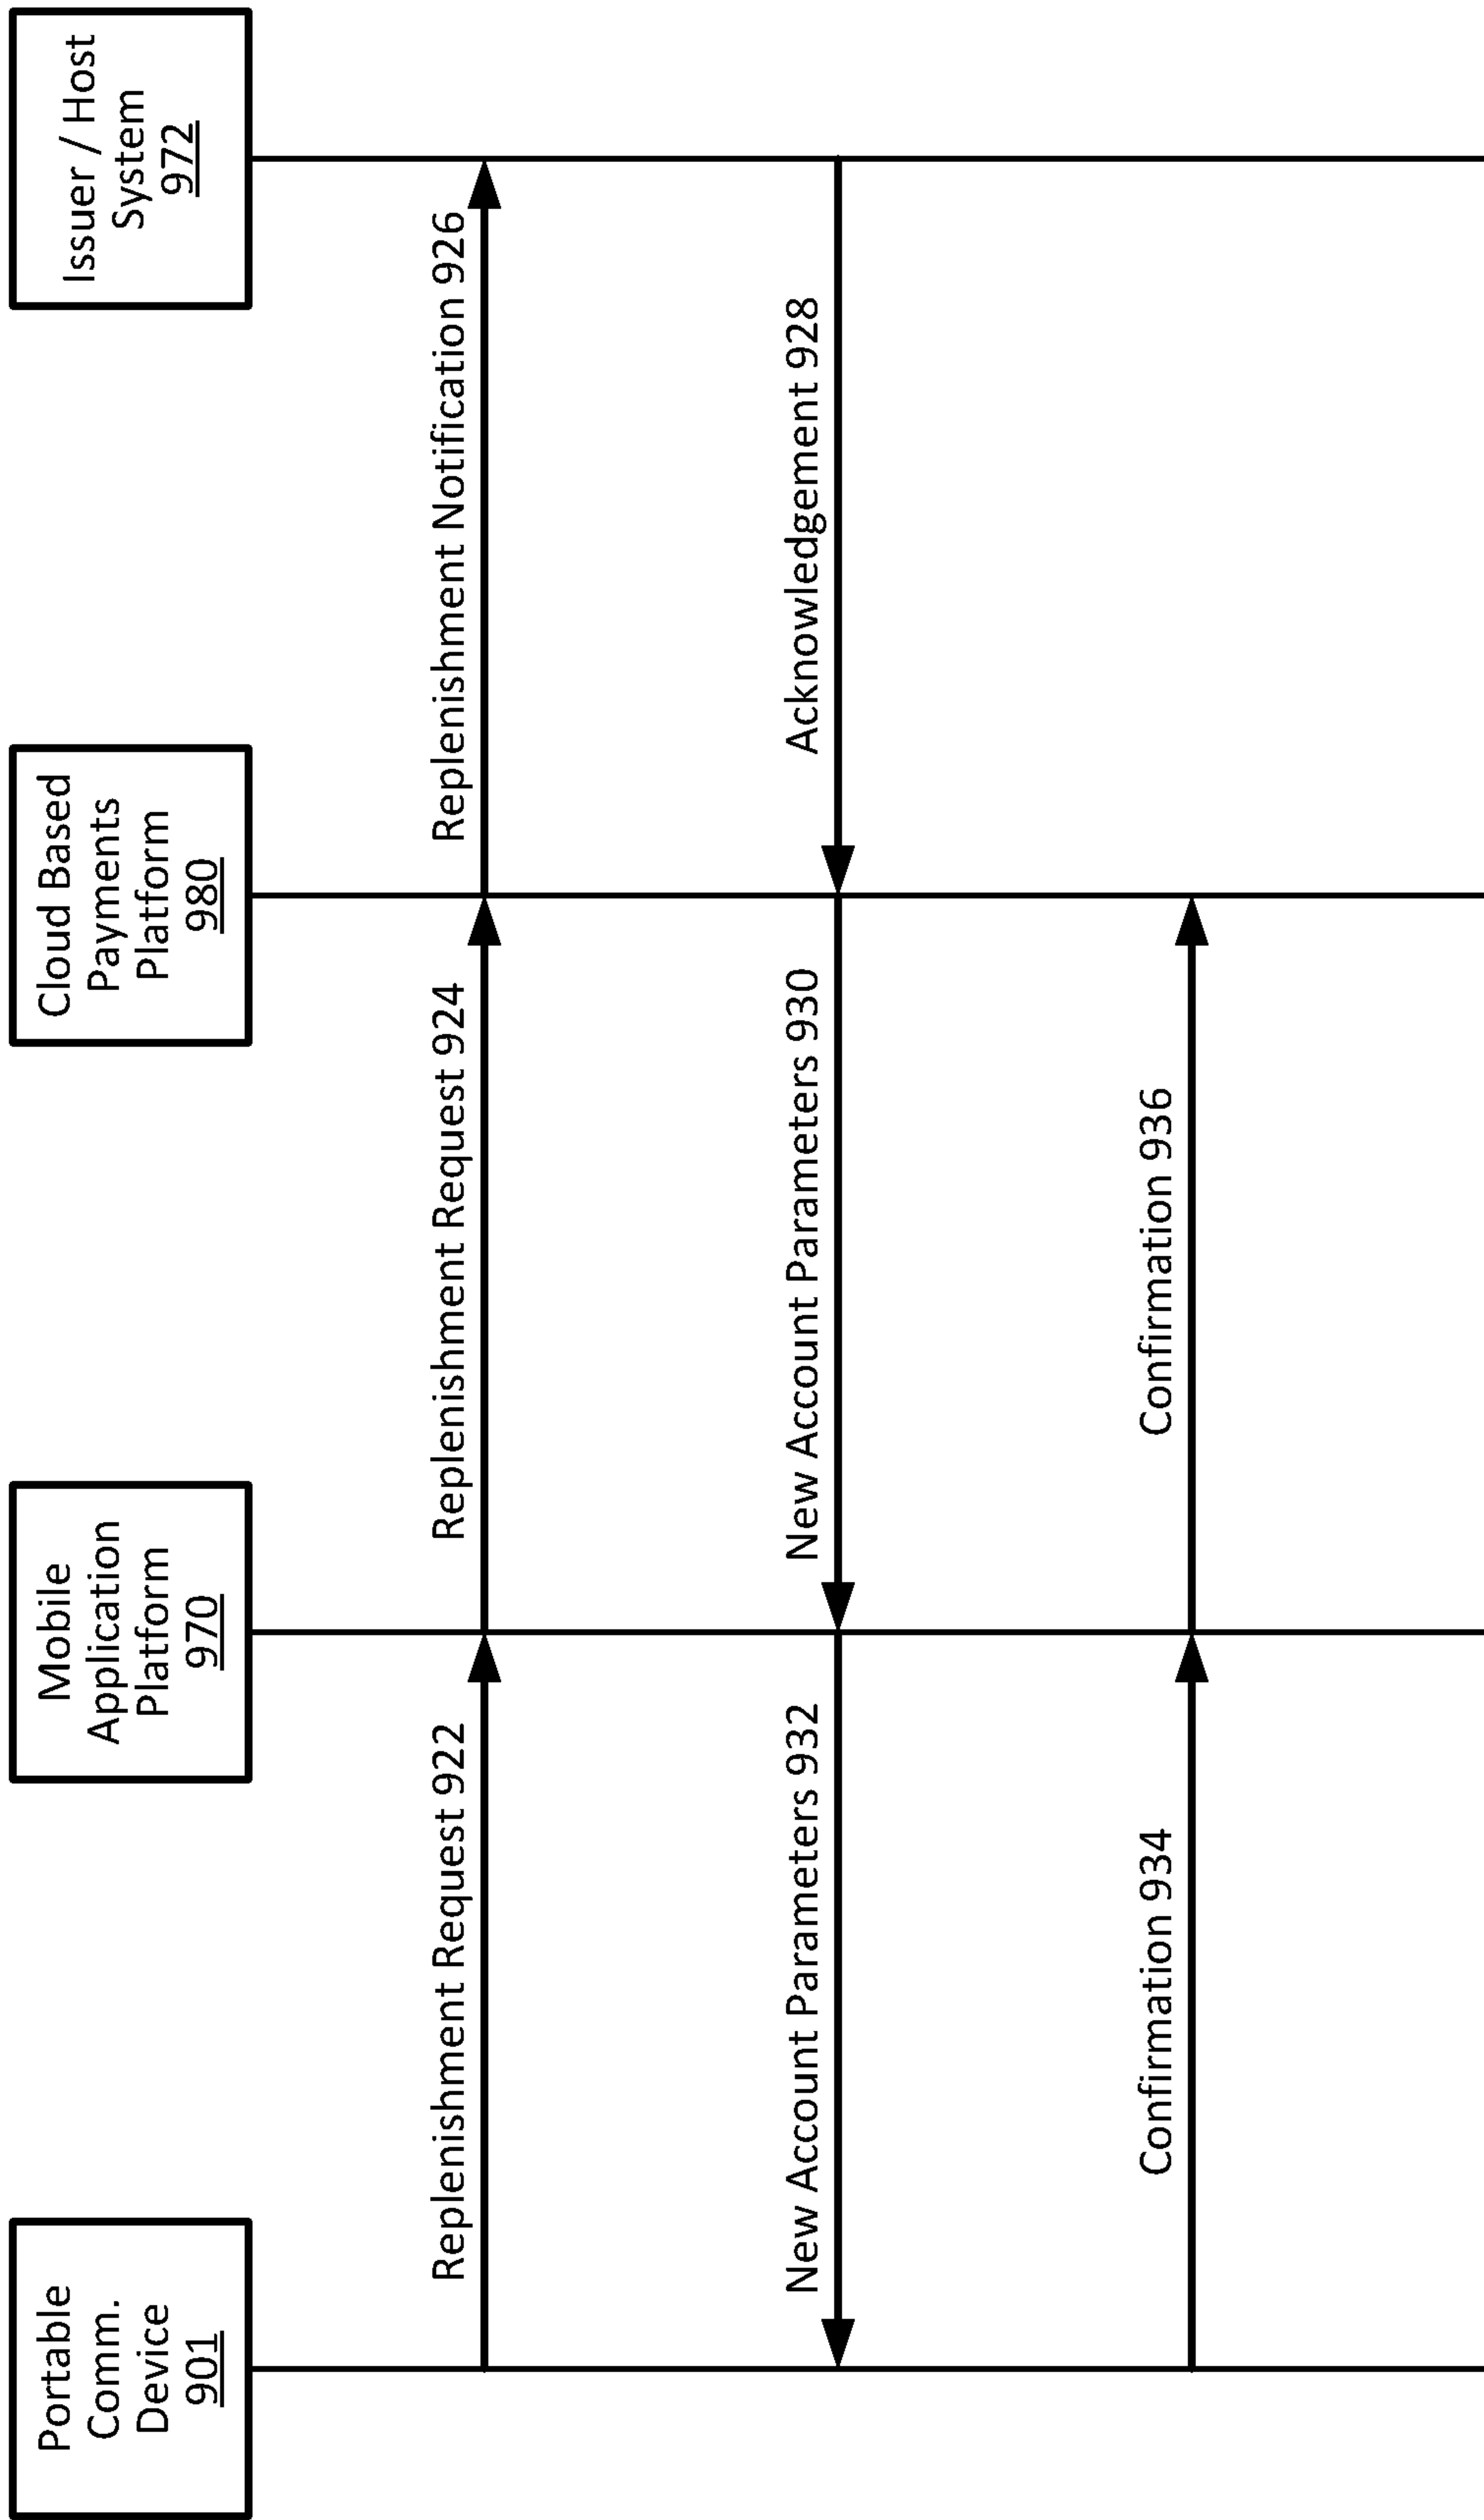 Portable
Comm.
Device
901
Mobile
Application
Platform
970
Cloud Based
Payments
Platform
980
Issuer / Host
System
972
Replenishment Request 922
Replenishment Request 924
Replenishment Notification 926
New Account Parameters 932
New Account Parameters 930
Acknowledgement 928
Confirmation 934
Confirmation 936